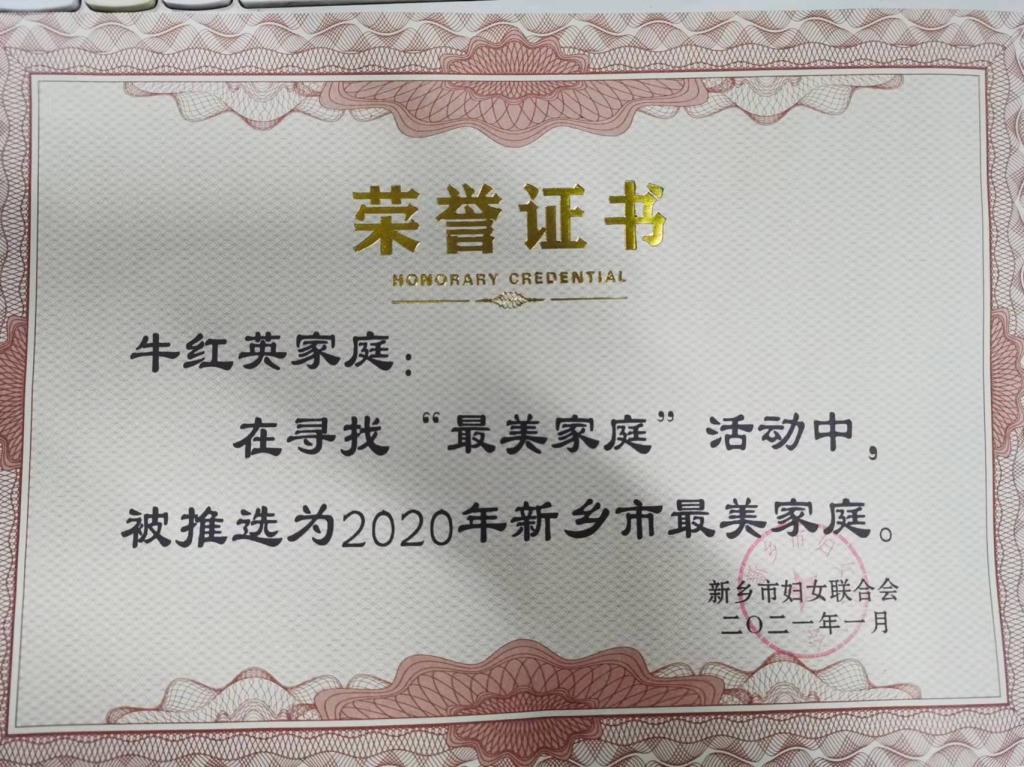 荣誉证书
HONORARY CREDENTIAL
牛红英家庭：
在寻找“最美家庭”活动中，
被推选为2020年新乡市最美家庭。
新乡市妇女联合会
二〇二一年一月